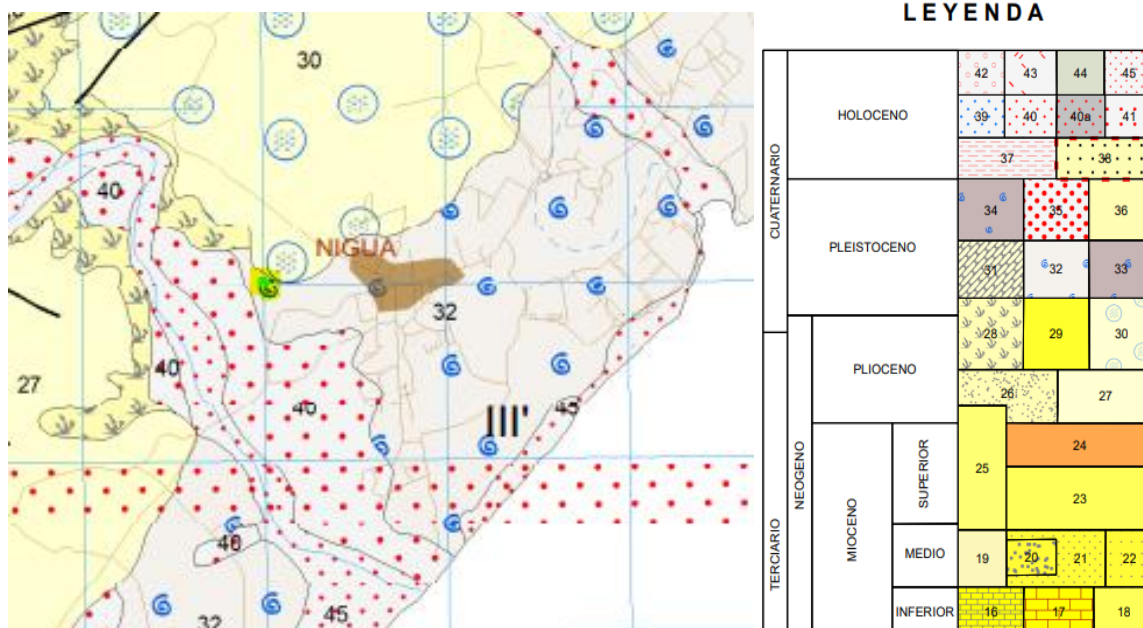 30
40
NIGUA
32
40
27
40
III'
45
40
32
45
LEYENDA
CUATERNARIO
HOLOCENO
42 43 44 45
39 40 40a 41
37 38
PLEISTOCENO
34 35 36
31 32 33
TERCIARIO
NEOGENO
PLIOCENO
28 29 30
26 27
MIOCENO
SUPERIOR
25
24
23
MEDIO
19 20 21 22
INFERIOR
16 17 18